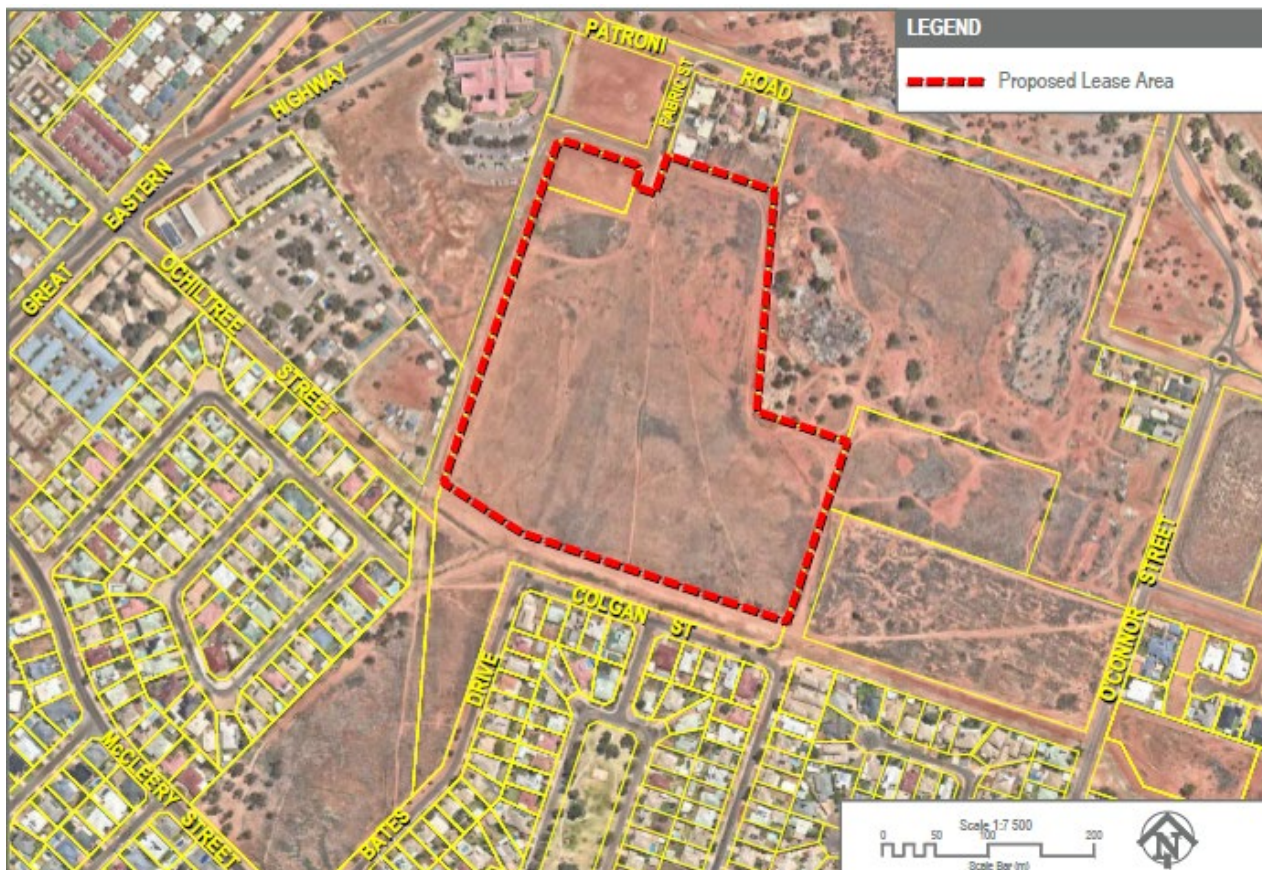 LEGEND
Proposed Lease Area
PATRONI
ROAD
FABRIC ST
HIGHWAY
EASTERN
GREAT
OCHILTREE
STREET
COLGAN
ST
DRIVE
BATES
McCLEERY
STREET
O'CONNOR
STREET
Scale 1:7 500
0 50 100 200
Scale Bar (m)
N